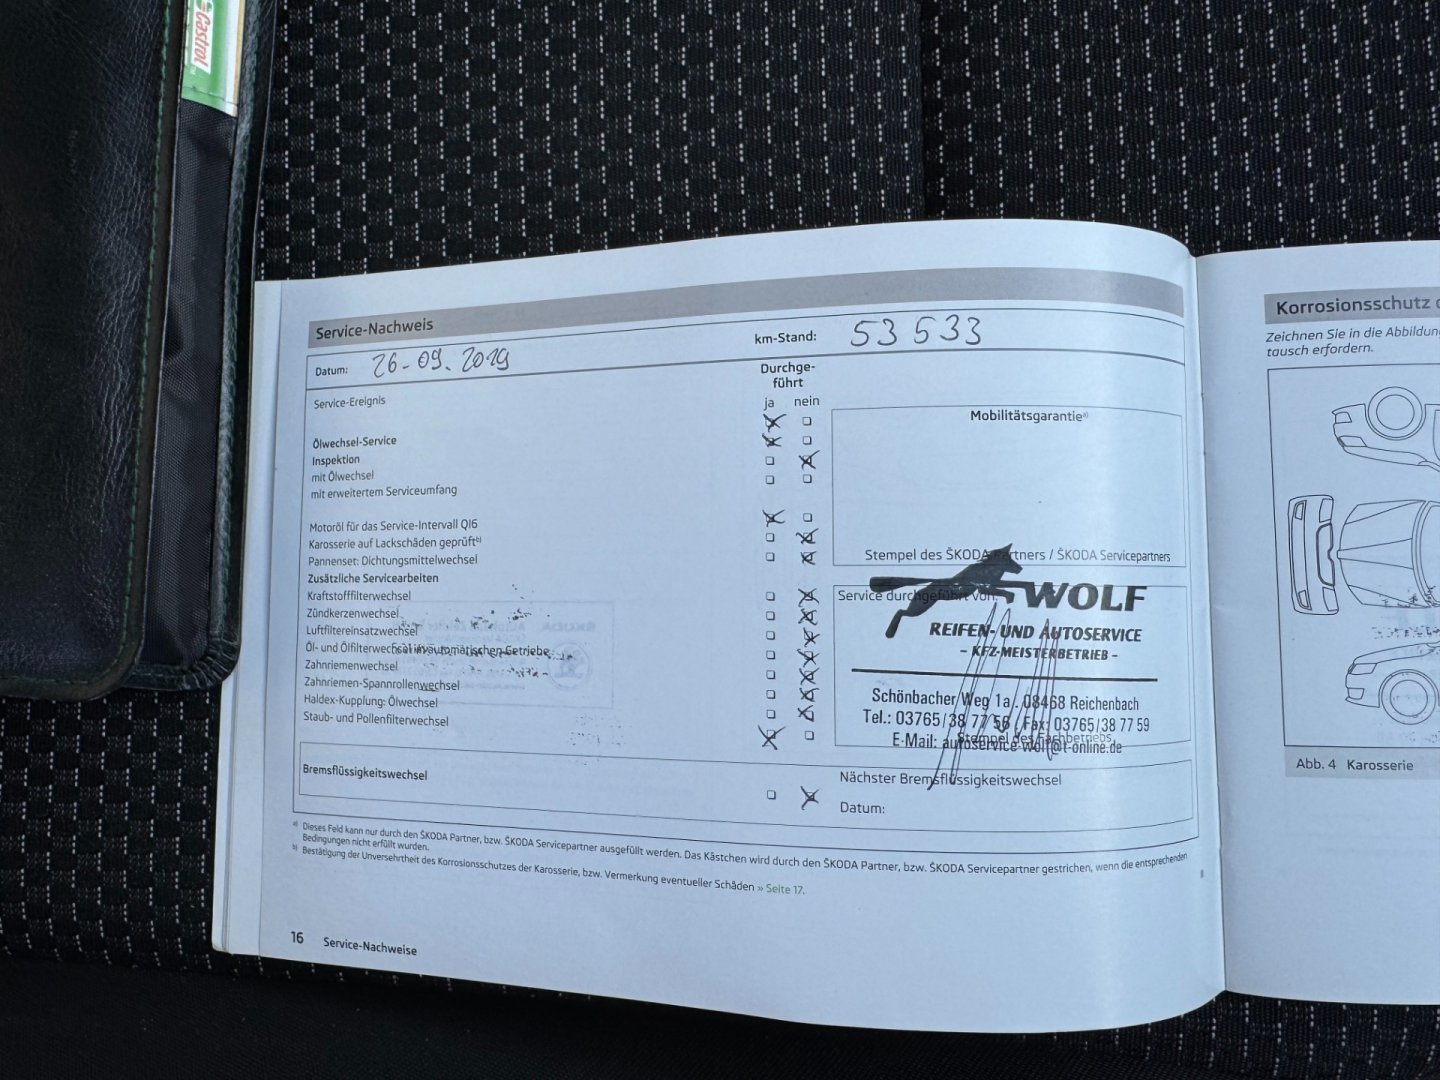 Castrol
Service-Nachweis
Datum: 26.09.2019
km-Stand: 53 533
Durchge-
führt
ja nein
Service-Ereignis
Ölwechsel-Service
Inspektion
mit Ölwechsel
mit erweitertem Serviceumfang
Motoröl für das Service-Intervall QI6
Karosserie auf Lackschäden geprüft b)
Pannenset: Dichtungsmittelwechsel
Zusätzliche Servicearbeiten
Kraftstofffilterwechsel
Zündkerzenwechsel
Luftfiltereinsatzwechsel
Öl- und Ölfilterwechsel im automatischen Getriebe
Zahnriemenwechsel
Zahnriemen-Spannrollenwechsel
Haldex-Kupplung: Ölwechsel
Staub- und Pollenfilterwechsel
Bremsflüssigkeitswechsel
Mobilitätsgarantie a)
Stempel des ŠKODA Partners / ŠKODA Servicepartners
Service durchgeführt von:
WOLF
REIFEN- UND AUTOSERVICE
- KFZ-MEISTERBETRIEB -
Schönbacher Weg 1a . 08468 Reichenbach
Tel.: 03765/38 77 56 . Fax: 03765/38 77 59
Stempel des Fachbetriebs
E-Mail: autoservice-wolf@t-online.de
Nächster Bremsflüssigkeitswechsel
Datum:
a) Dieses Feld kann nur durch den ŠKODA Partner, bzw. ŠKODA Servicepartner ausgefüllt werden. Das Kästchen wird durch den ŠKODA Partner, bzw. ŠKODA Servicepartner gestrichen, wenn die entsprechenden
Bedingungen nicht erfüllt wurden.
b) Bestätigung der Unversehrtheit des Korrosionsschutzes der Karosserie, bzw. Vermerkung eventueller Schäden » Seite 17.
16 Service-Nachweise
Korrosionsschutz
Zeichnen Sie in die Abbildung
tausch erfordern.
Abb. 4 Karosserie